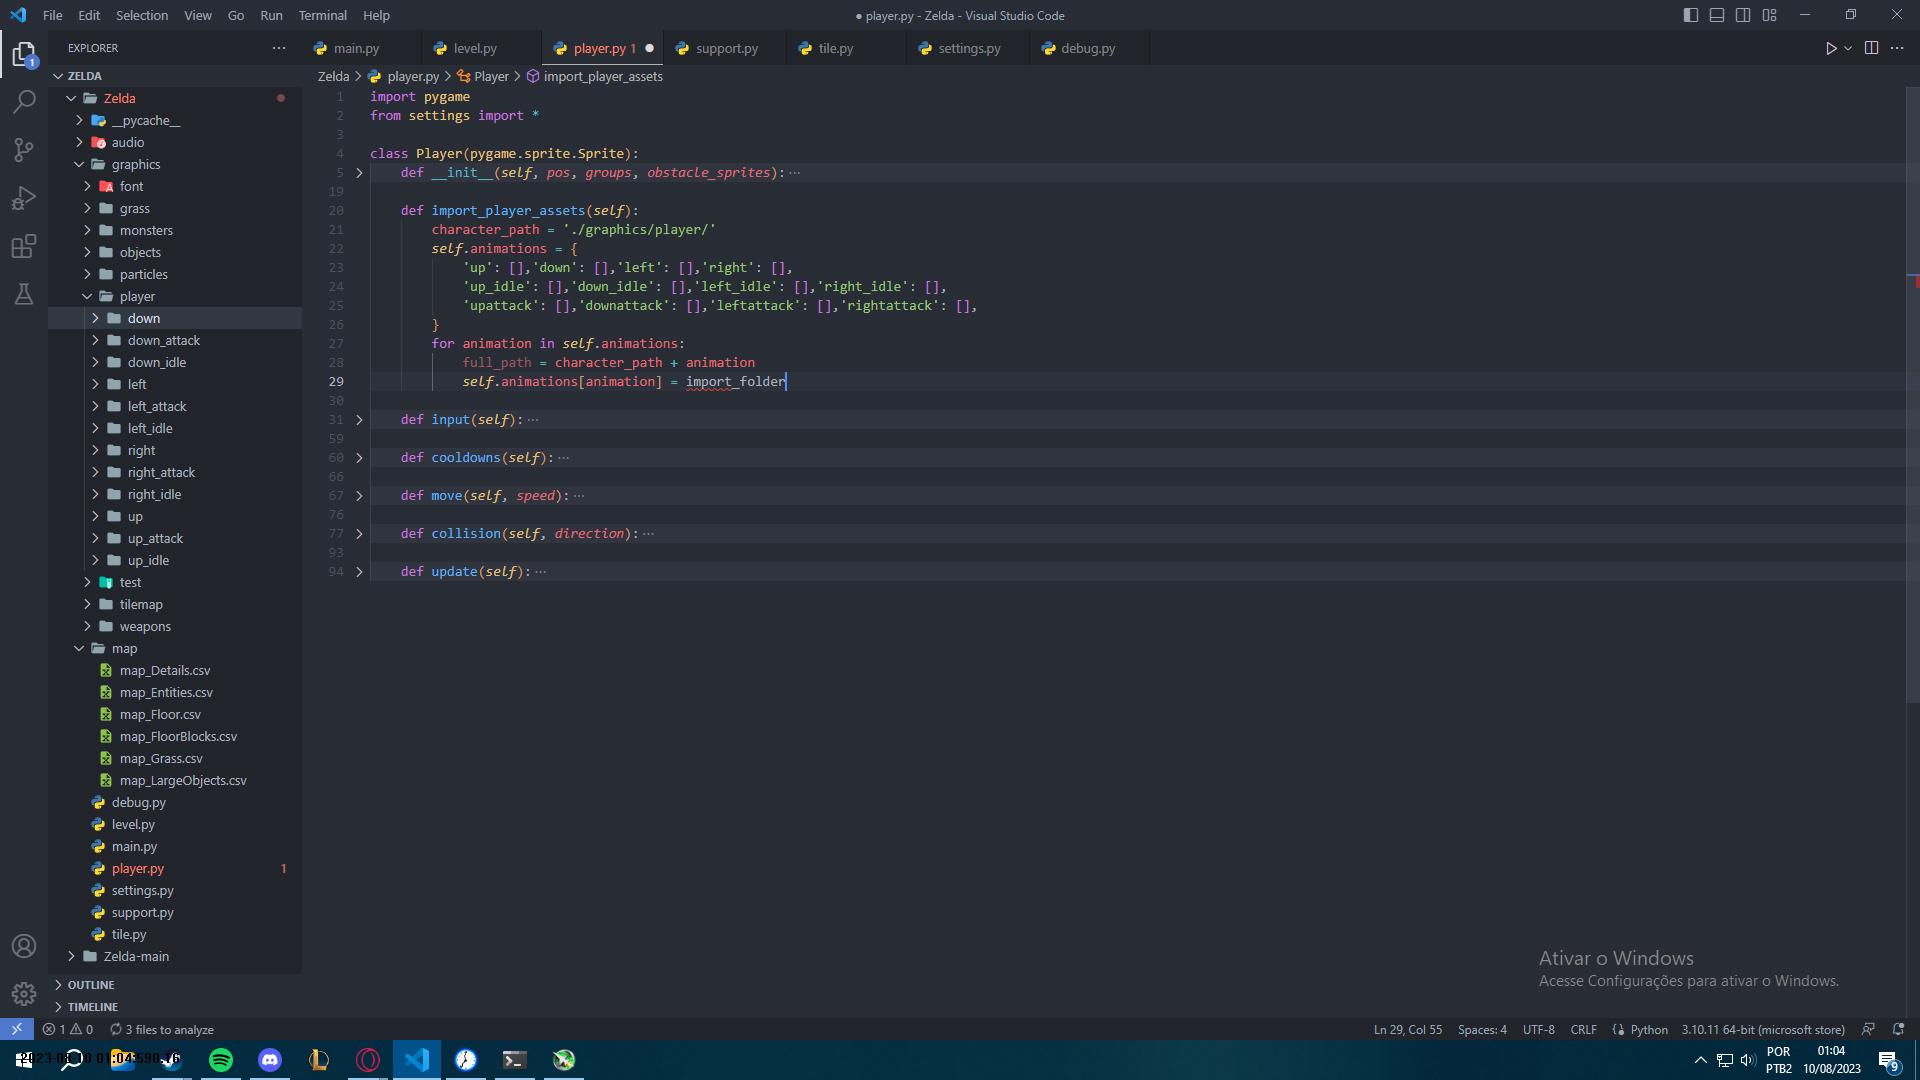 File Edit Selection View Go Run Terminal Help
● player.py - Zelda - Visual Studio Code
EXPLORER
main.py
level.py
player.py 1
support.py
tile.py
settings.py
debug.py
ZELDA
Zelda > player.py > Player > import_player_assets
Zelda
__pycache__
audio
graphics
font
grass
monsters
objects
particles
player
down
down_attack
down_idle
left
left_attack
left_idle
right
right_attack
right_idle
up
up_attack
up_idle
test
tilemap
weapons
map
map_Details.csv
map_Entities.csv
map_Floor.csv
map_FloorBlocks.csv
map_Grass.csv
map_LargeObjects.csv
debug.py
level.py
main.py
player.py 1
settings.py
support.py
tile.py
Zelda-main
OUTLINE
TIMELINE
1 import pygame
2 from settings import *
3
4 class Player(pygame.sprite.Sprite):
5 def __init__(self, pos, groups, obstacle_sprites):···
19
20 def import_player_assets(self):
21 character_path = './graphics/player/'
22 self.animations = {
23 'up': [],'down': [],'left': [],'right': [],
24 'up_idle': [],'down_idle': [],'left_idle': [],'right_idle': [],
25 'upattack': [],'downattack': [],'leftattack': [],'rightattack': [],
26 }
27 for animation in self.animations:
28 full_path = character_path + animation
29 self.animations[animation] = import_folder
30
31 def input(self):···
59
60 def cooldowns(self):···
66
67 def move(self, speed):···
76
77 def collision(self, direction):···
93
94 def update(self):···
Ativar o Windows
Acesse Configurações para ativar o Windows.
1 0 3 files to analyze
Ln 29, Col 55 Spaces: 4 UTF-8 CRLF Python 3.10.11 64-bit (microsoft store)
POR
PTB2
01:04
10/08/2023
9